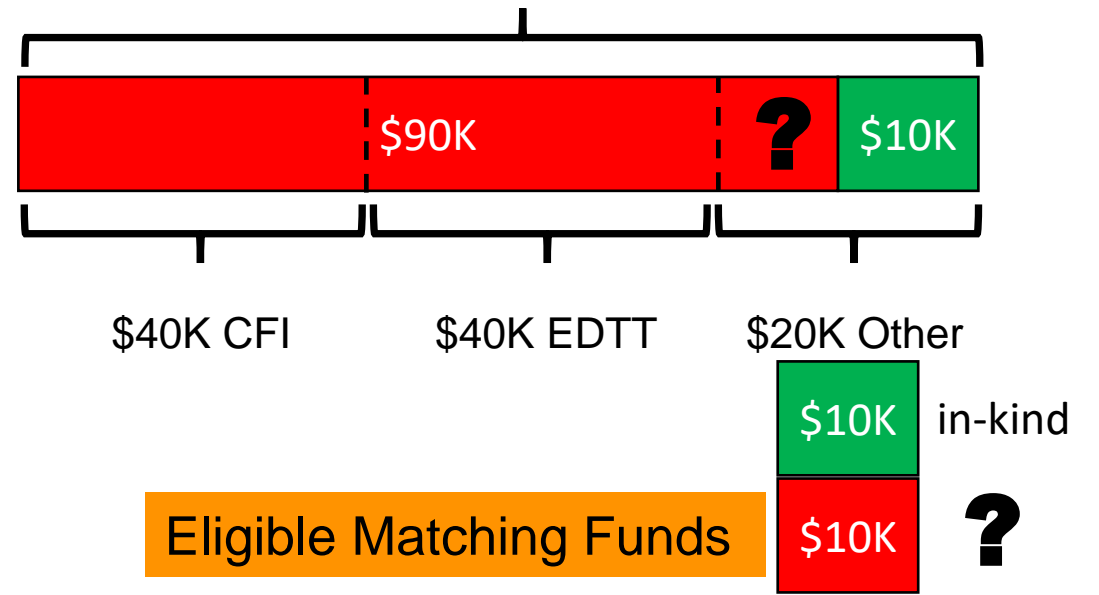 $90K
?
$10K
$40K CFI
$40K EDTT
$20K Other
$10K
in-kind
Eligible Matching Funds
$10K
?